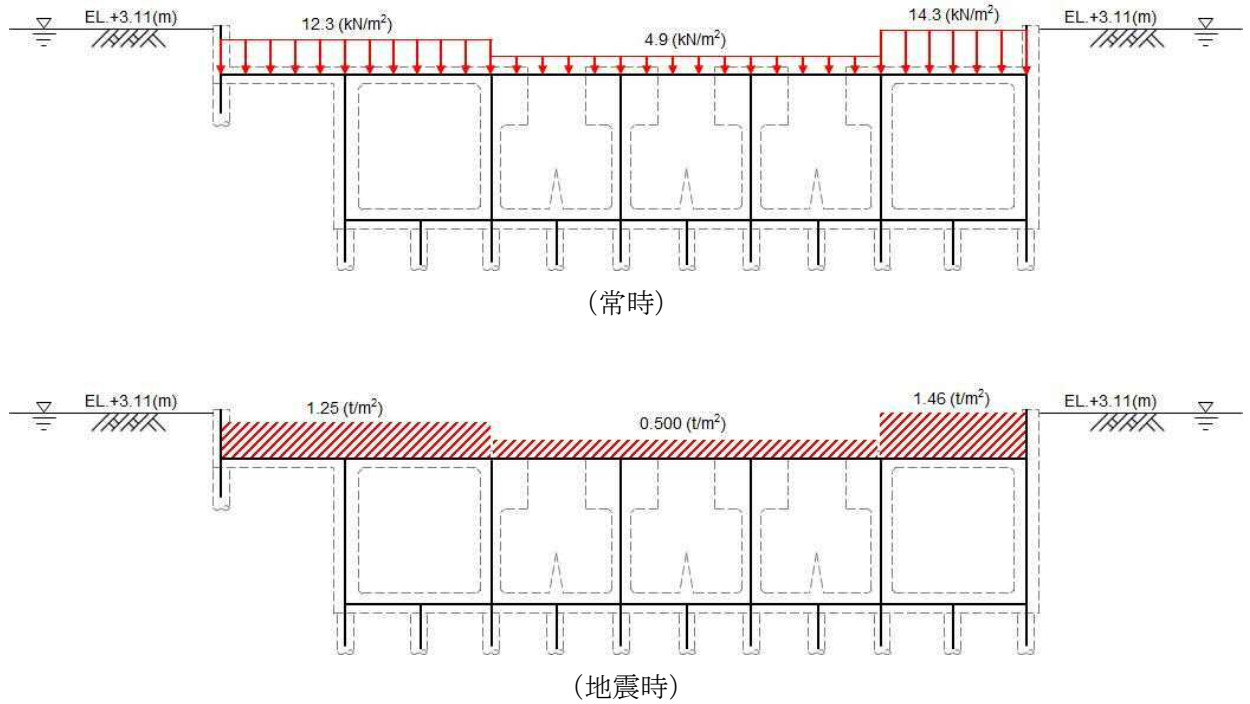 EL.+3.11(m)
12.3 (kN/m²)
4.9 (kN/m²)
14.3 (kN/m²)
EL.+3.11(m)
(常時)
EL.+3.11(m)
1.25 (t/m²)
0.500 (t/m²)
1.46 (t/m²)
EL.+3.11(m)
(地震時)